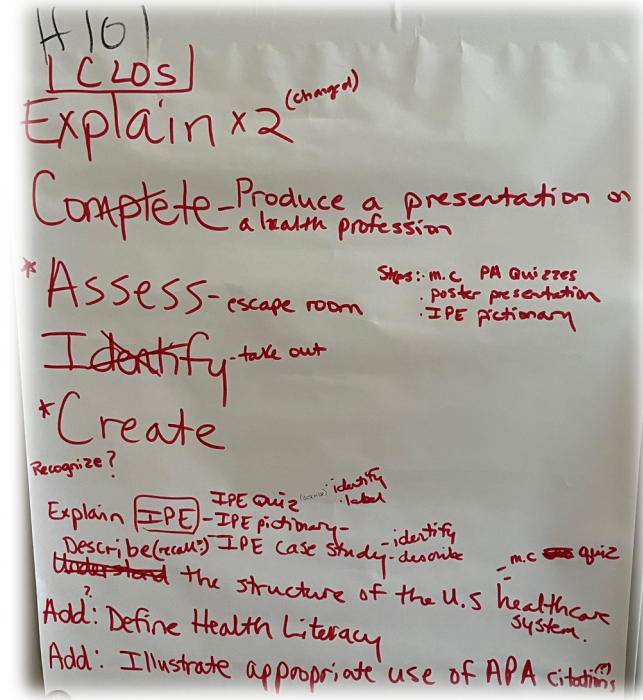 H101
CLOS
Explain x2 (changed)
Complete - Produce a presentation on
a health profession
* Assess - escape room
Steps: · m.c PA Quizzes
· poster presentation
· IPE pictionary
Identify - take out
* Create
Recognize?
Explain IPE - IPE Quiz : identify
· label
- IPE pictionary -
Describe (recall?) IPE case study - identify
- describe
Understand the structure of the U.S healthcare
system.
- m.c quiz
Add?: Define Health Literacy
Add: Illustrate appropriate use of APA citations (?)